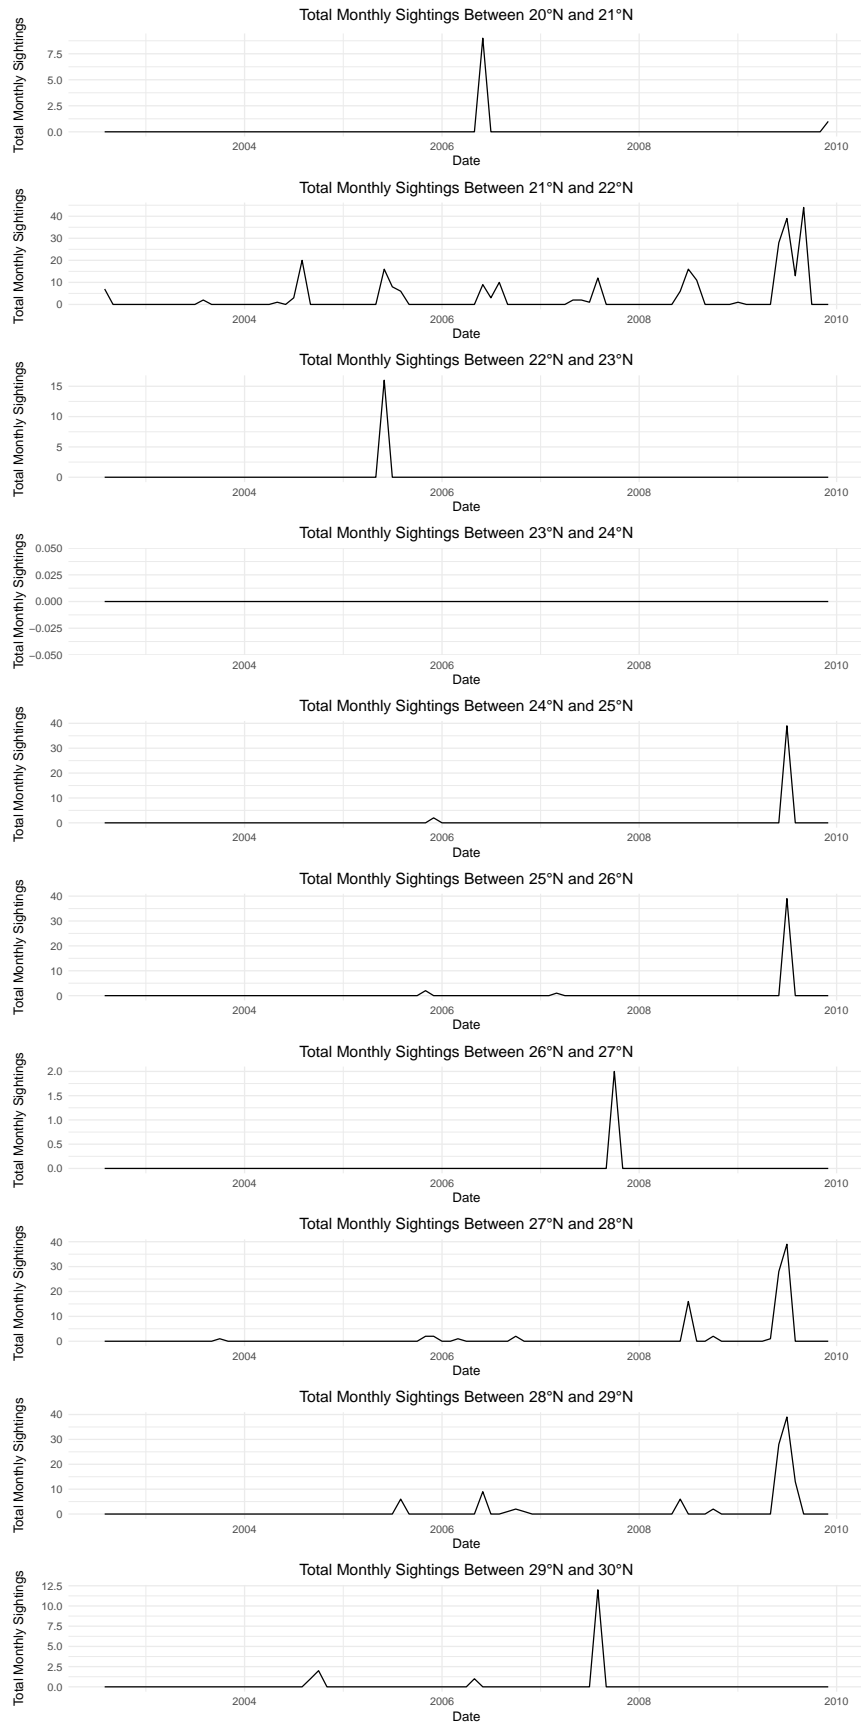 Total Monthly Sightings Between 20°N and 21°N
Total Monthly Sightings
7.5
5.0
2.5
0.0
2004 2006 2008 2010
Date
Total Monthly Sightings Between 21°N and 22°N
Total Monthly Sightings
40
30
20
10
0
2004 2006 2008 2010
Date
Total Monthly Sightings Between 22°N and 23°N
Total Monthly Sightings
15
10
5
0
2004 2006 2008 2010
Date
Total Monthly Sightings Between 23°N and 24°N
Total Monthly Sightings
0.050
0.025
0.000
−0.025
−0.050
2004 2006 2008 2010
Date
Total Monthly Sightings Between 24°N and 25°N
Total Monthly Sightings
40
30
20
10
0
2004 2006 2008 2010
Date
Total Monthly Sightings Between 25°N and 26°N
Total Monthly Sightings
40
30
20
10
0
2004 2006 2008 2010
Date
Total Monthly Sightings Between 26°N and 27°N
Total Monthly Sightings
2.0
1.5
1.0
0.5
0.0
2004 2006 2008 2010
Date
Total Monthly Sightings Between 27°N and 28°N
Total Monthly Sightings
40
30
20
10
0
2004 2006 2008 2010
Date
Total Monthly Sightings Between 28°N and 29°N
Total Monthly Sightings
40
30
20
10
0
2004 2006 2008 2010
Date
Total Monthly Sightings Between 29°N and 30°N
Total Monthly Sightings
12.5
10.0
7.5
5.0
2.5
0.0
2004 2006 2008 2010
Date